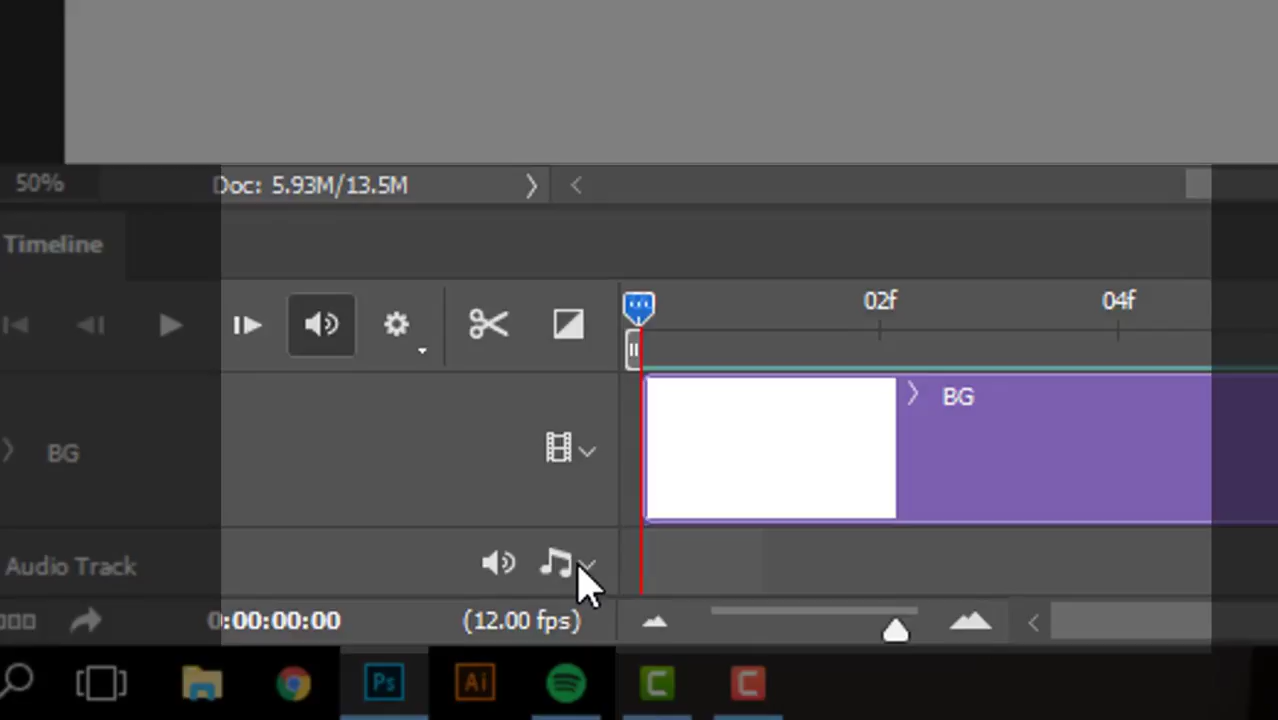 50% Doc: 5.93M/13.5M
Timeline
02f 04f
BG BG
Audio Track
0:00:00:00 (12.00 fps)
Ps Ai C C